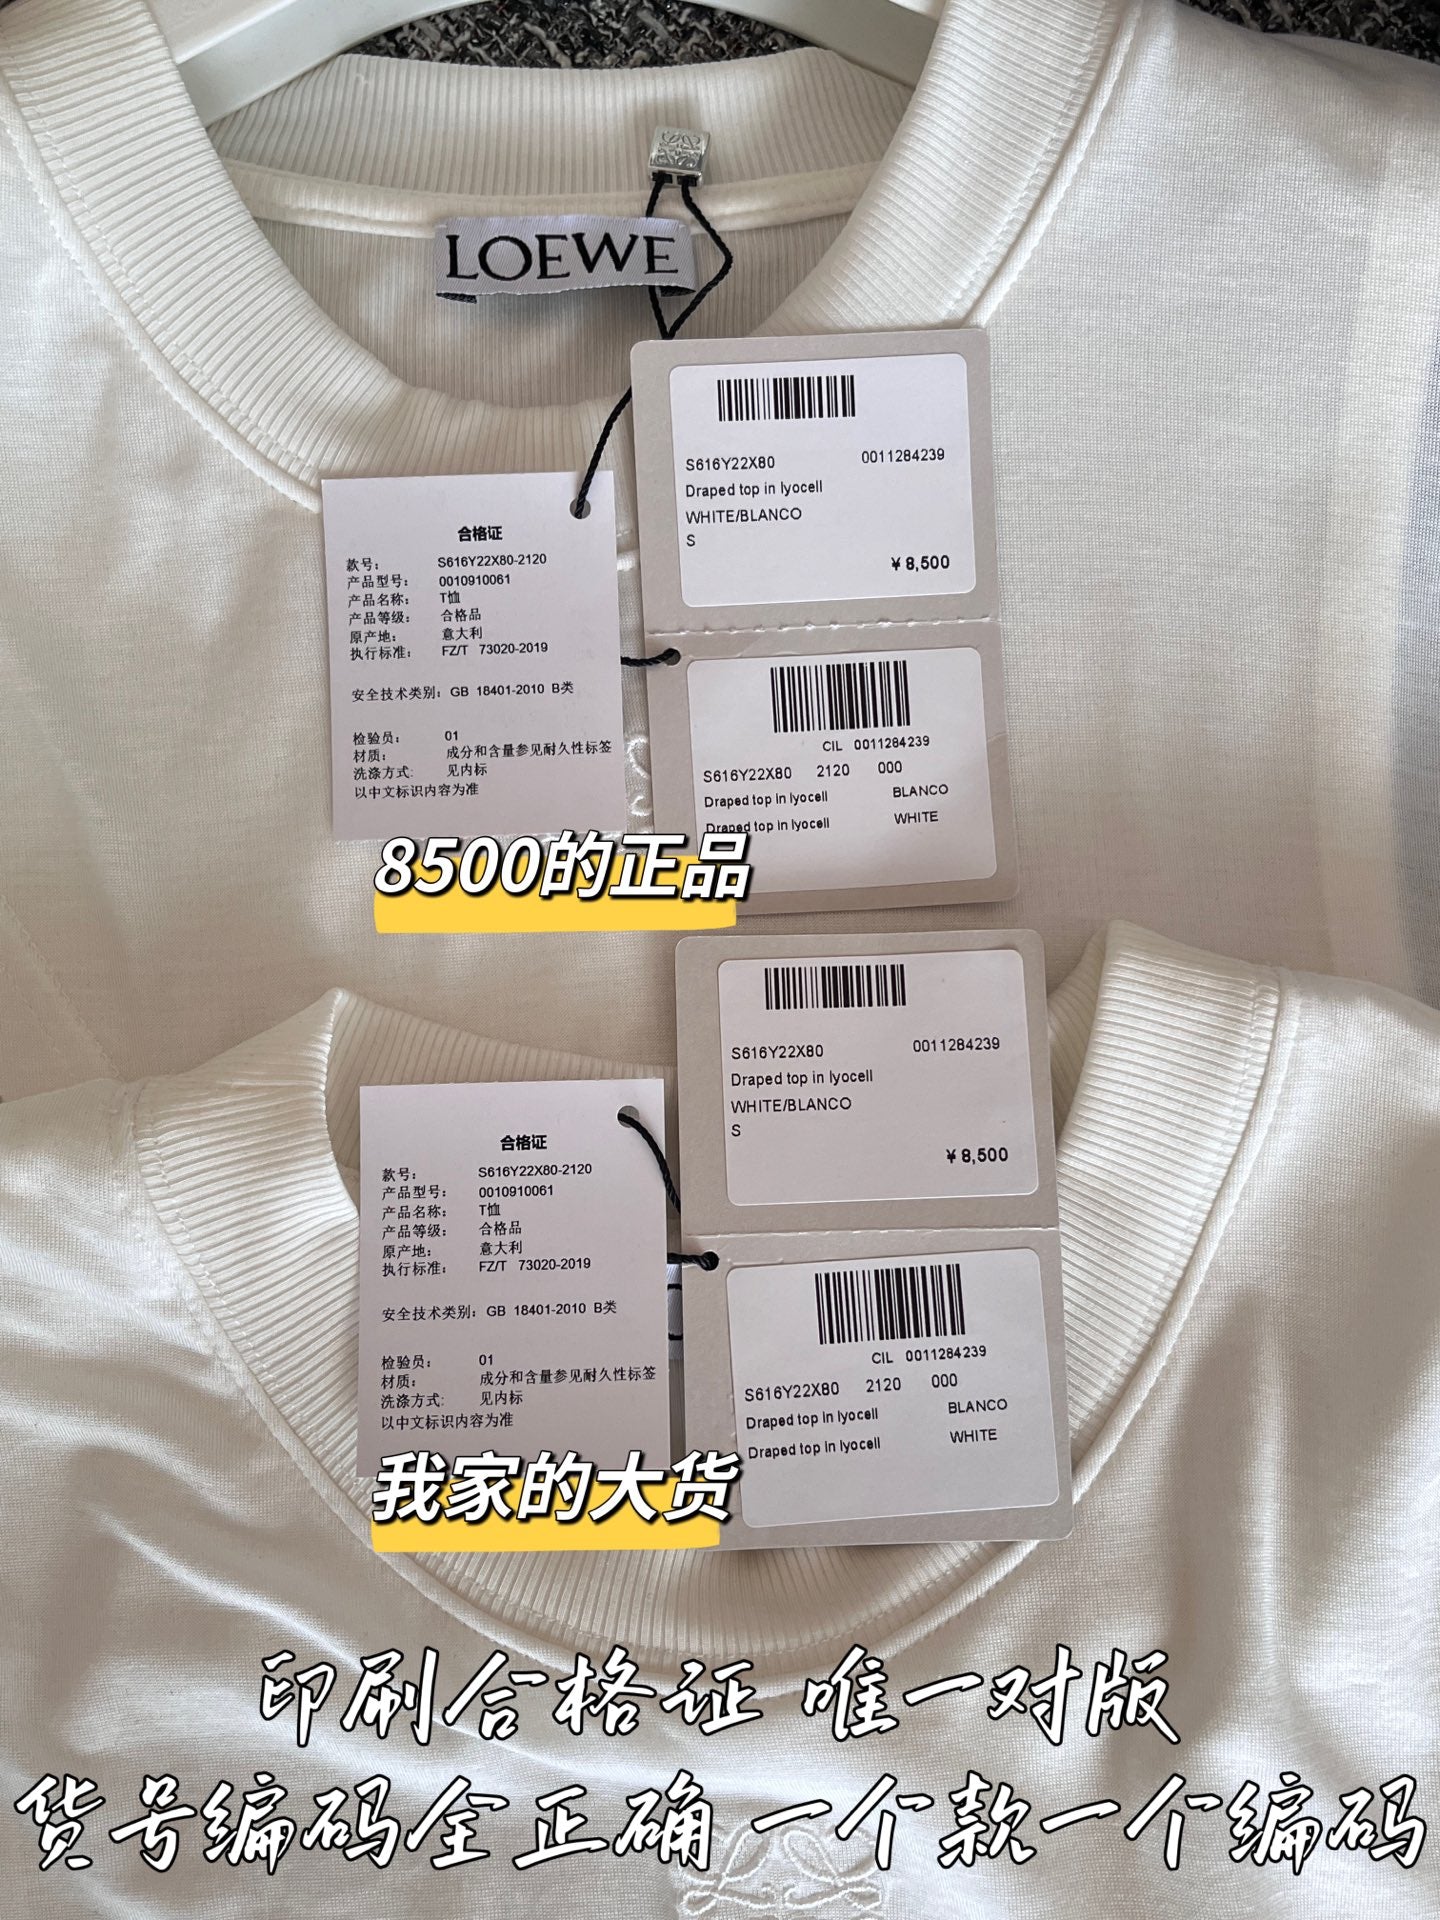 LOEWE
S616Y22X80 0011284239
Draped top in lyocell
WHITE/BLANCO
S
¥8,500
CIL 0011284239
S616Y22X80 2120 000
Draped top in lyocell BLANCO
Draped top in lyocell WHITE
合格证
款号: S616Y22X80-2120
产品型号: 0010910061
产品名称: T恤
产品等级: 合格品
原产地: 意大利
执行标准: FZ/T 73020-2019
安全技术类别: GB 18401-2010 B类
检验员: 01
材质: 成分和含量参见耐久性标签
洗涤方式: 见内标
以中文标识内容为准
8500的正品
S616Y22X80 0011284239
Draped top in lyocell
WHITE/BLANCO
S
¥8,500
CIL 0011284239
S616Y22X80 2120 000
Draped top in lyocell BLANCO
Draped top in lyocell WHITE
合格证
款号: S616Y22X80-2120
产品型号: 0010910061
产品名称: T恤
产品等级: 合格品
原产地: 意大利
执行标准: FZ/T 73020-2019
安全技术类别: GB 18401-2010 B类
检验员: 01
材质: 成分和含量参见耐久性标签
洗涤方式: 见内标
以中文标识内容为准
我家的大货
印刷合格证 唯一对版
货号编码全正确 一个款一个编码